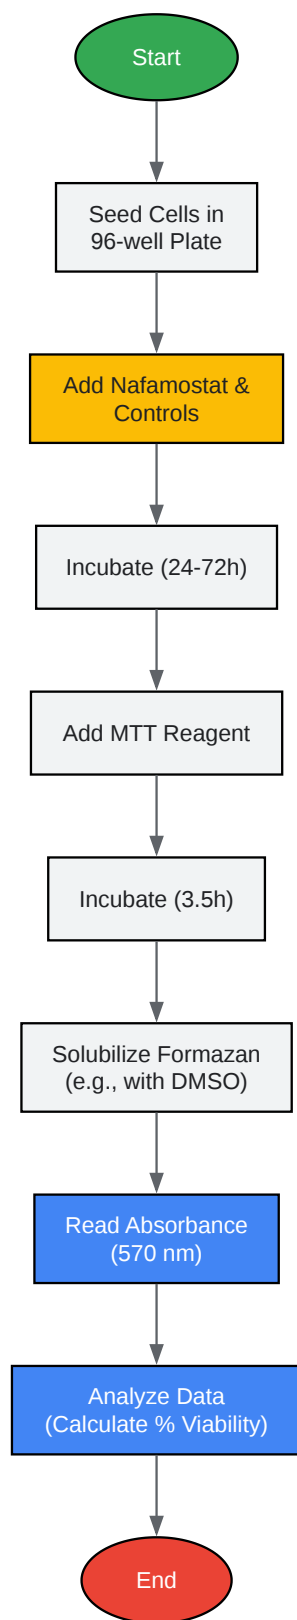 Start
Seed Cells in
96-well Plate
Add Nafamostat &
Controls
Incubate (24-72h)
Add MTT Reagent
Incubate (3.5h)
Solubilize Formazan
(e.g., with DMSO)
Read Absorbance
(570 nm)
Analyze Data
(Calculate % Viability)
End